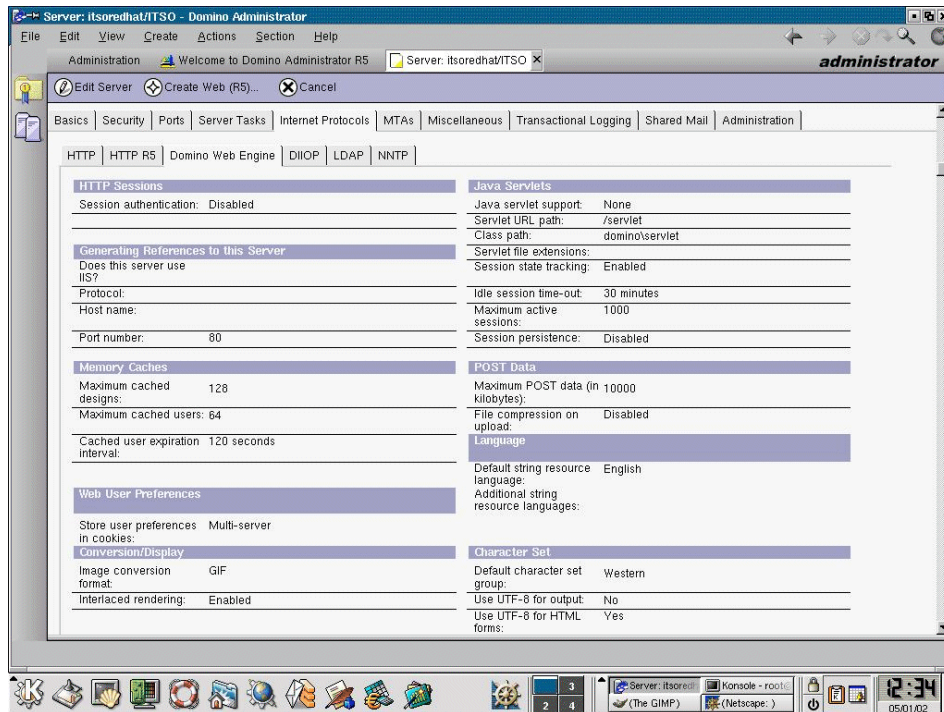 Server: itsoredhat/ITSO - Domino Administrator
File Edit View Create Actions Section Help
Administration Welcome to Domino Administrator R5 Server: itsoredhat/ITSO administrator
Edit Server Create Web (R5)... Cancel
Basics Security Ports Server Tasks Internet Protocols MTAs Miscellaneous Transactional Logging Shared Mail Administration
HTTP HTTP R5 Domino Web Engine DIIOP LDAP NNTP
HTTP Sessions
Session authentication: Disabled
Generating References to this Server
Does this server use
IIS?
Protocol:
Host name:
Port number: 80
Memory Caches
Maximum cached 128
designs:
Maximum cached users: 64
Cached user expiration 120 seconds
interval:
Web User Preferences
Store user preferences Multi-server
in cookies:
Conversion/Display
Image conversion GIF
format:
Interlaced rendering: Enabled
Java Servlets
Java servlet support: None
Servlet URL path: /servlet
Class path: domino\servlet
Servlet file extensions:
Session state tracking: Enabled
Idle session time-out: 30 minutes
Maximum active 1000
sessions:
Session persistence: Disabled
POST Data
Maximum POST data (in 10000
kilobytes):
File compression on Disabled
upload:
Language
Default string resource English
language:
Additional string
resource languages:
Character Set
Default character set Western
group:
Use UTF-8 for output: No
Use UTF-8 for HTML Yes
forms:
3
2 4
Server: itsoredh Konsole - root@
(The GIMP) (Netscape: )
12:34
05/01/02